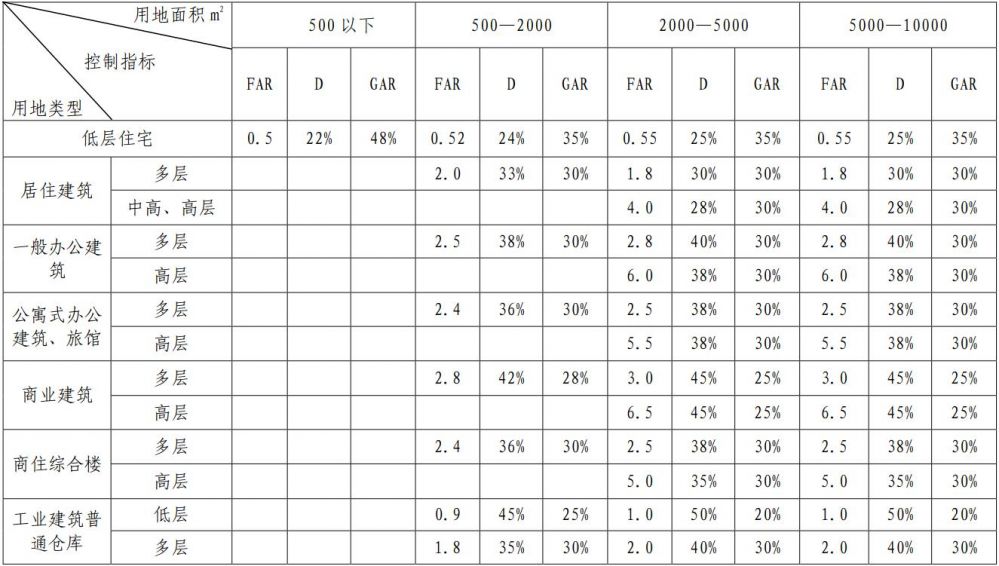 用地面积 m²
控制指标
用地类型
500 以下 500—2000 2000—5000 5000—10000
FAR D GAR FAR D GAR FAR D GAR FAR D GAR
低层住宅 0.5 22% 48% 0.52 24% 35% 0.55 25% 35% 0.55 25% 35%
居住建筑
多层 2.0 33% 30% 1.8 30% 30% 1.8 30% 30%
中高、高层 4.0 28% 30% 4.0 28% 30%
一般办公建
筑
多层 2.5 38% 30% 2.8 40% 30% 2.8 40% 30%
高层 6.0 38% 30% 6.0 38% 30%
公寓式办公
建筑、旅馆
多层 2.4 36% 30% 2.5 38% 30% 2.5 38% 30%
高层 5.5 38% 30% 5.5 38% 30%
商业建筑
多层 2.8 42% 28% 3.0 45% 25% 3.0 45% 25%
高层 6.5 45% 25% 6.5 45% 25%
商住综合楼
多层 2.4 36% 30% 2.5 38% 30% 2.5 38% 30%
高层 5.0 35% 30% 5.0 35% 30%
工业建筑普
通仓库
低层 0.9 45% 25% 1.0 50% 20% 1.0 50% 20%
多层 1.8 35% 30% 2.0 40% 30% 2.0 40% 30%